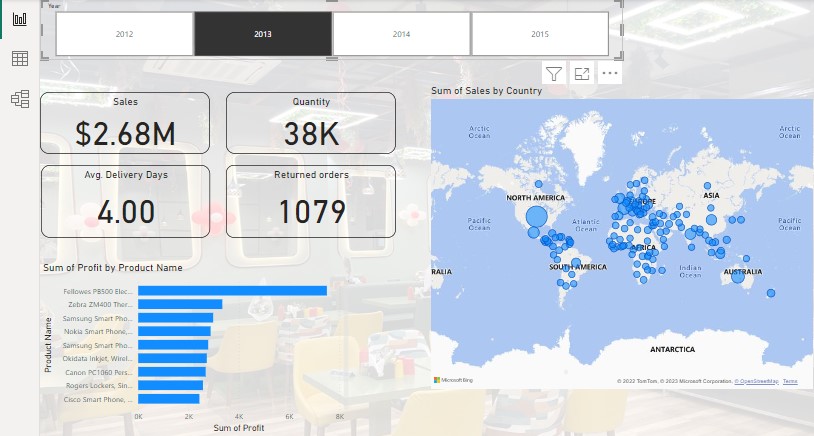 Year
2012
2013
2014
2015
Sales
$2.68M
Quantity
38K
Avg. Delivery Days
4.00
Returned orders
1079
Sum of Profit by Product Name
Product Name
Fellowes PB500 Elec...
Zebra ZM400 Ther...
Samsung Smart Pho...
Nokia Smart Phone,...
Samsung Smart Pho...
Okidata Inkjet, Wirel...
Canon PC1060 Pers...
Rogers Lockers, Sin...
Cisco Smart Phone, ...
0K
2K
4K
6K
8K
Sum of Profit
Sum of Sales by Country
Arctic
Ocean
Arctic
Ocean
NORTH AMERICA
EUROPE
ASIA
Pacific
Ocean
Atlantic
Ocean
Pacific
Ocean
AFRICA
RALIA
SOUTH AMERICA
Indian
Ocean
AUSTRALIA
ANTARCTICA
Microsoft Bing
© 2023 TomTom, © 2023 Microsoft Corporation, © OpenStreetMap Terms